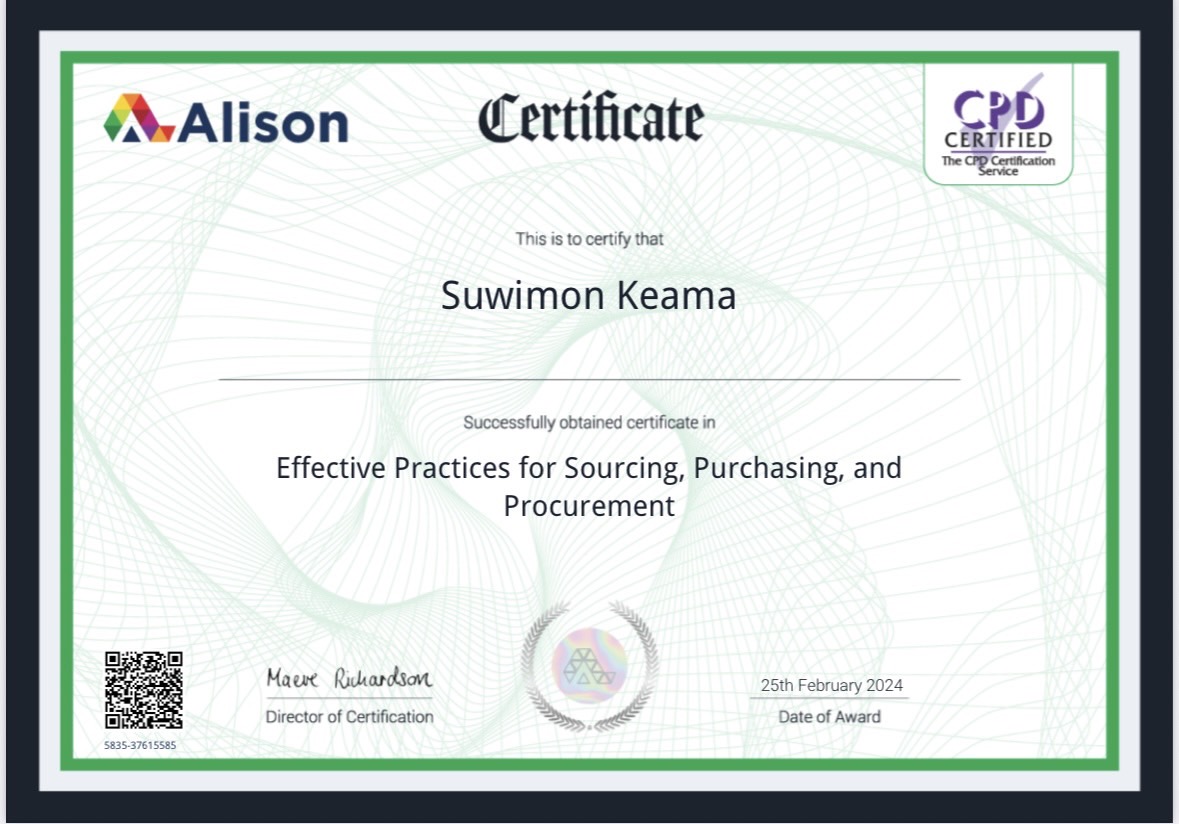 Alison
Certificate
CPD
CERTIFIED
The CPD Certification
Service
This is to certify that
Suwimon Keama
Successfully obtained certificate in
Effective Practices for Sourcing, Purchasing, and
Procurement
Maeve Richardson
Director of Certification
25th February 2024
Date of Award
5835-37615585